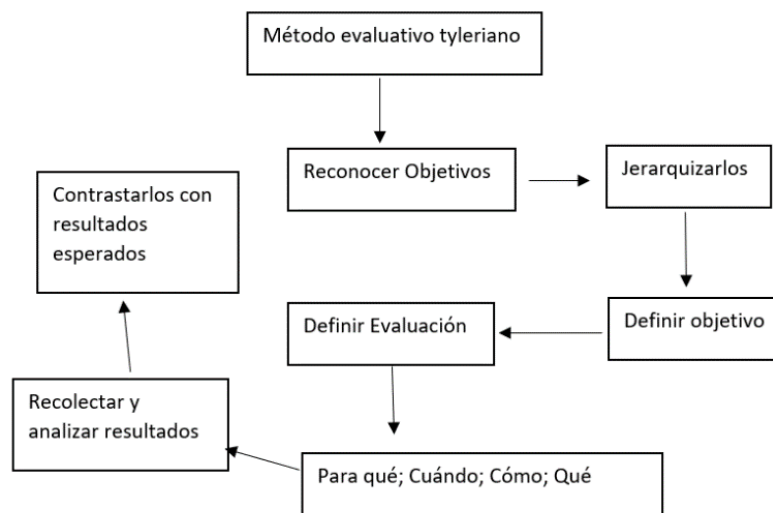 Método evaluativo tyleriano
Reconocer Objetivos
Jerarquizarlos
Definir objetivo
Definir Evaluación
Para qué; Cuándo; Cómo; Qué
Recolectar y
analizar resultados
Contrastarlos con
resultados
esperados